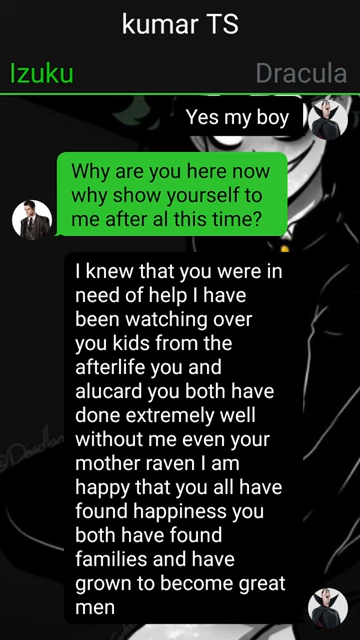 kumar TS
Izuku
Dracula
Yes my boy
Why are you here now
why show yourself to
me after al this time?
I knew that you were in
need of help I have
been watching over
you kids from the
afterlife you and
alucard you both have
done extremely well
without me even your
mother raven I am
happy that you all have
found happiness you
both have found
families and have
grown to become great
men